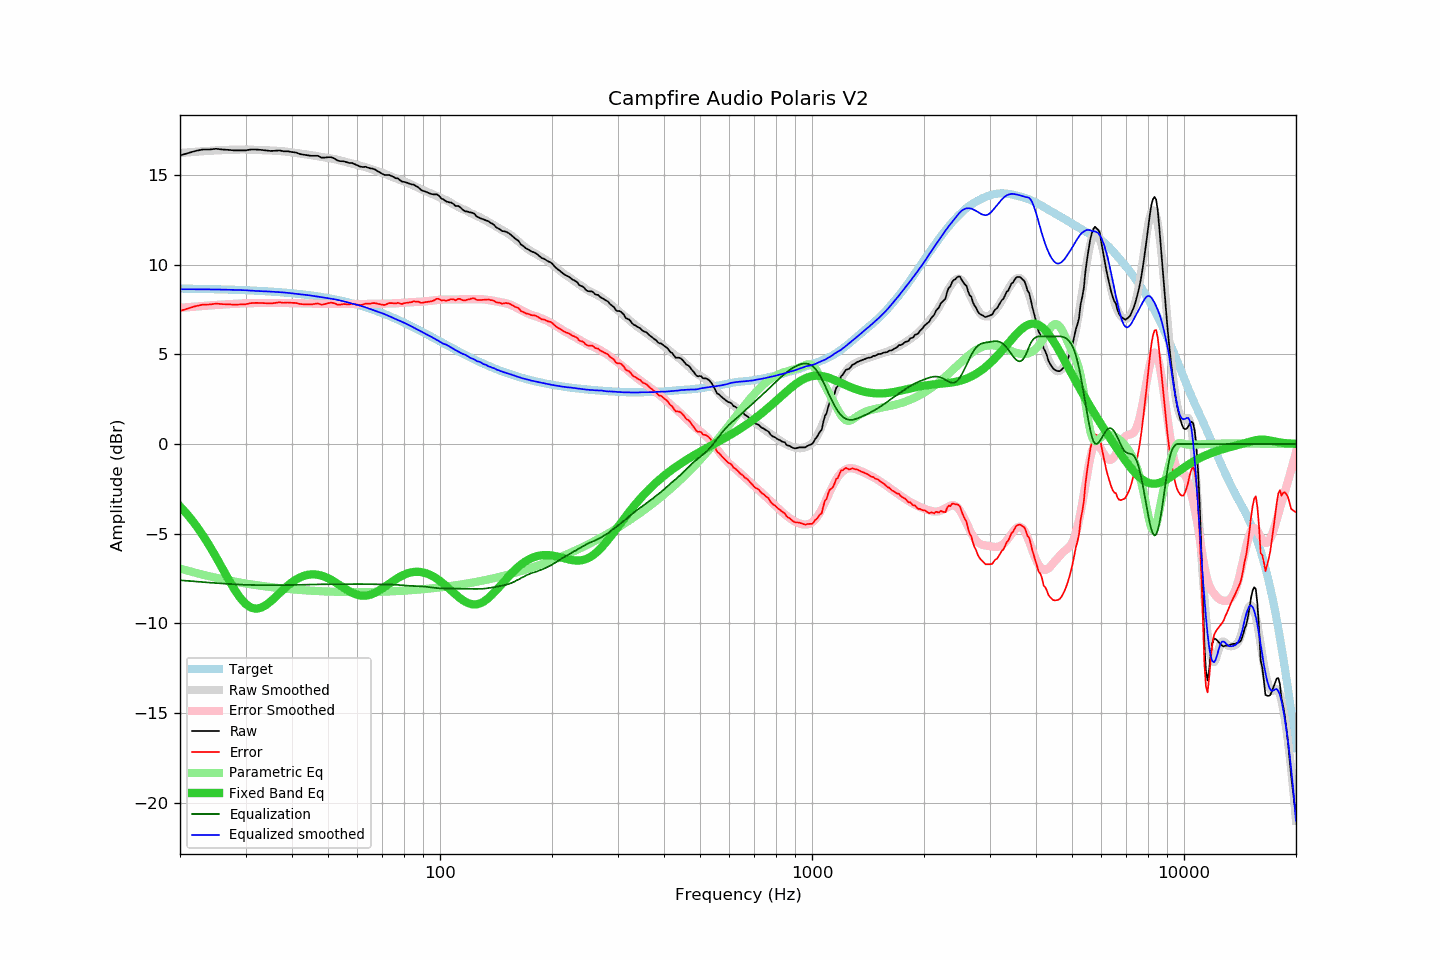 Campfire Audio Polaris V2
15
10
5
0
−5
−10
−15
−20
Amplitude (dBr)
Target
Raw Smoothed
Error Smoothed
Raw
Error
Parametric Eq
Fixed Band Eq
Equalization
Equalized smoothed
100
1000
10000
Frequency (Hz)